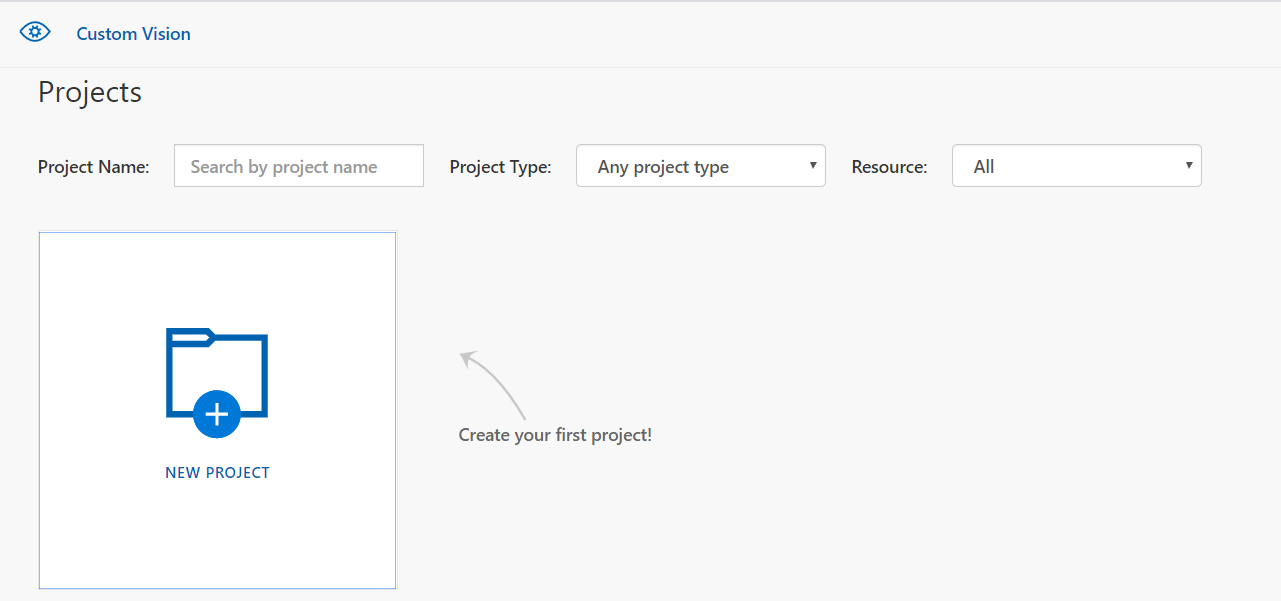 Custom Vision
Projects
Project Name: Search by project name Project Type: Any project type Resource: All
Create your first project!
NEW PROJECT